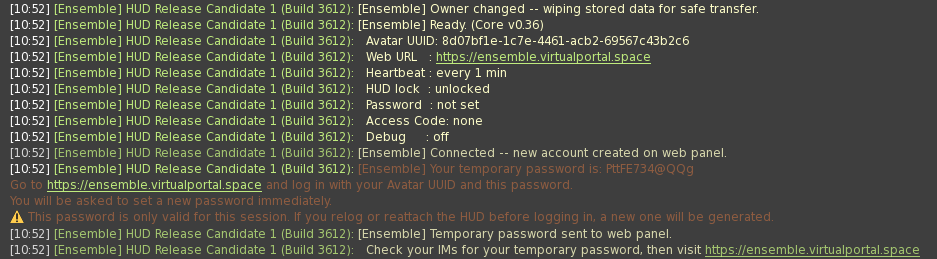 [10:52] [Ensemble] HUD Release Candidate 1 (Build 3612): [Ensemble] Owner changed -- wiping stored data for safe transfer.
[10:52] [Ensemble] HUD Release Candidate 1 (Build 3612): [Ensemble] Ready. (Core v0.36)
[10:52] [Ensemble] HUD Release Candidate 1 (Build 3612):   Avatar UUID: 8d07bf1e-1c7e-4461-acb2-69567c43b2c6
[10:52] [Ensemble] HUD Release Candidate 1 (Build 3612):   Web URL   : https://ensemble.virtualportal.space
[10:52] [Ensemble] HUD Release Candidate 1 (Build 3612):   Heartbeat : every 1 min
[10:52] [Ensemble] HUD Release Candidate 1 (Build 3612):   HUD lock  : unlocked
[10:52] [Ensemble] HUD Release Candidate 1 (Build 3612):   Password  : not set
[10:52] [Ensemble] HUD Release Candidate 1 (Build 3612):   Access Code: none
[10:52] [Ensemble] HUD Release Candidate 1 (Build 3612):   Debug     : off
[10:52] [Ensemble] HUD Release Candidate 1 (Build 3612): [Ensemble] Connected -- new account created on web panel.
[10:52] [Ensemble] HUD Release Candidate 1 (Build 3612): [Ensemble] Your temporary password is: PttFE734@QQg
Go to https://ensemble.virtualportal.space and log in with your Avatar UUID and this password.
You will be asked to set a new password immediately.
⚠ This password is only valid for this session. If you relog or reattach the HUD before logging in, a new one will be generated.
[10:52] [Ensemble] HUD Release Candidate 1 (Build 3612): [Ensemble] Temporary password sent to web panel.
[10:52] [Ensemble] HUD Release Candidate 1 (Build 3612):   Check your IMs for your temporary password, then visit https://ensemble.virtualportal.space